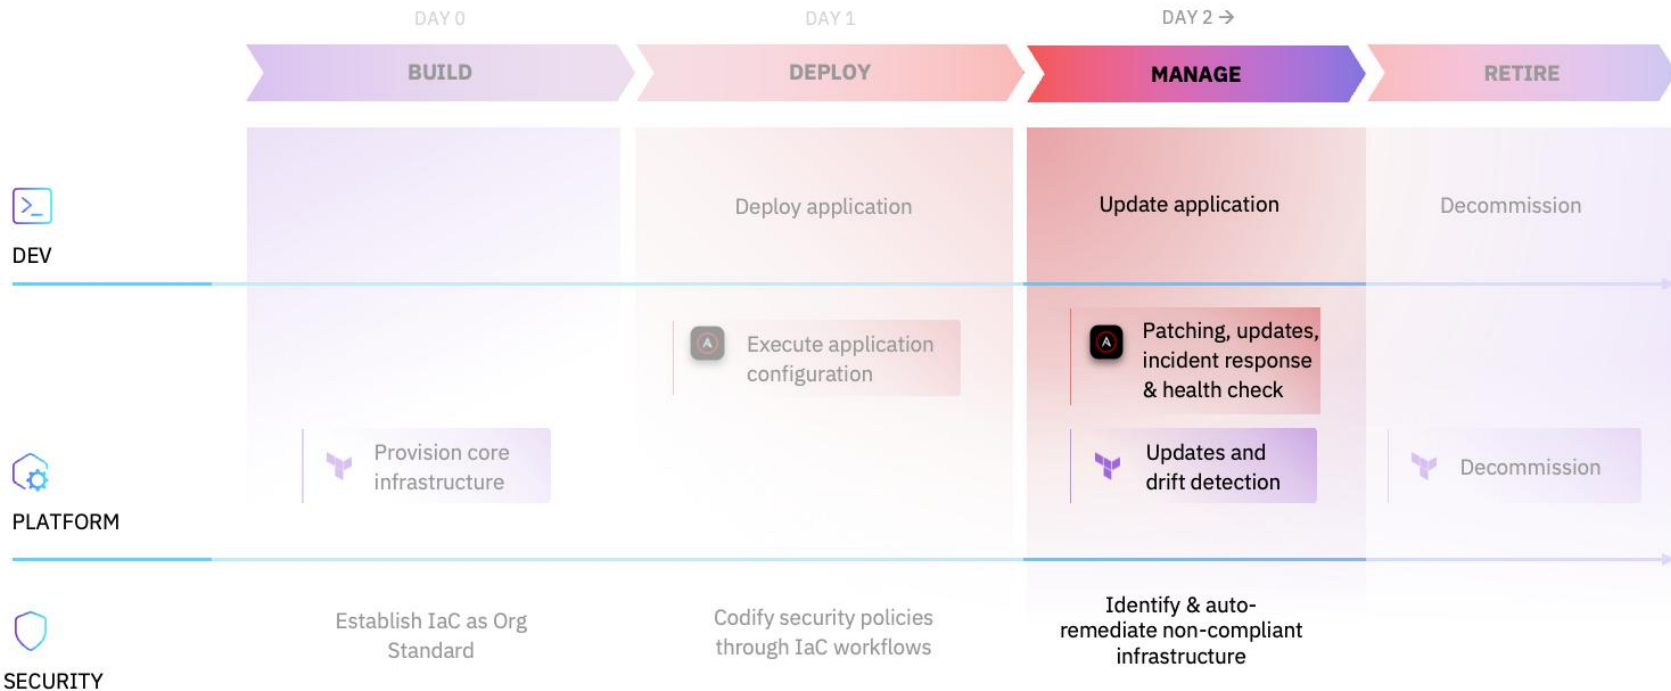 DAY 0
DAY 1
DAY 2 →
BUILD
DEPLOY
MANAGE
RETIRE
DEV
Deploy application
Update application
Decommission
PLATFORM
Execute application
configuration
Patching, updates,
incident response
& health check
Provision core
infrastructure
Updates and
drift detection
Decommission
SECURITY
Establish IaC as Org
Standard
Codify security policies
through IaC workflows
Identify & auto-
remediate non-compliant
infrastructure